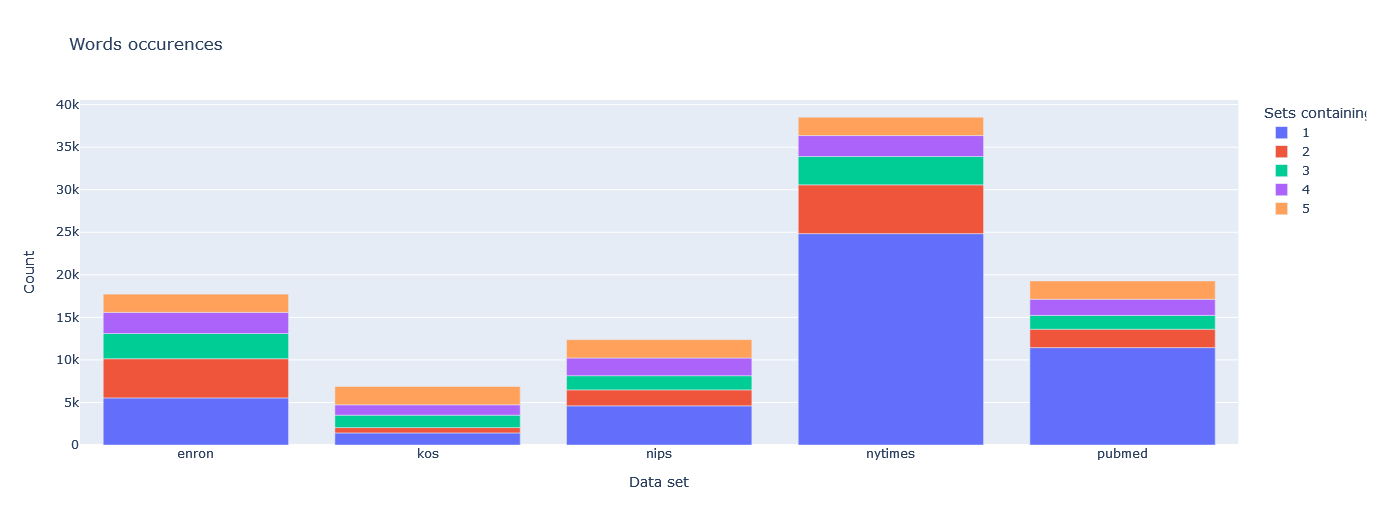 Words occurences
40k
35k
30k
25k
20k
15k
10k
5k
0
Count
enron kos nips nytimes pubmed
Data set
Sets containing
1
2
3
4
5